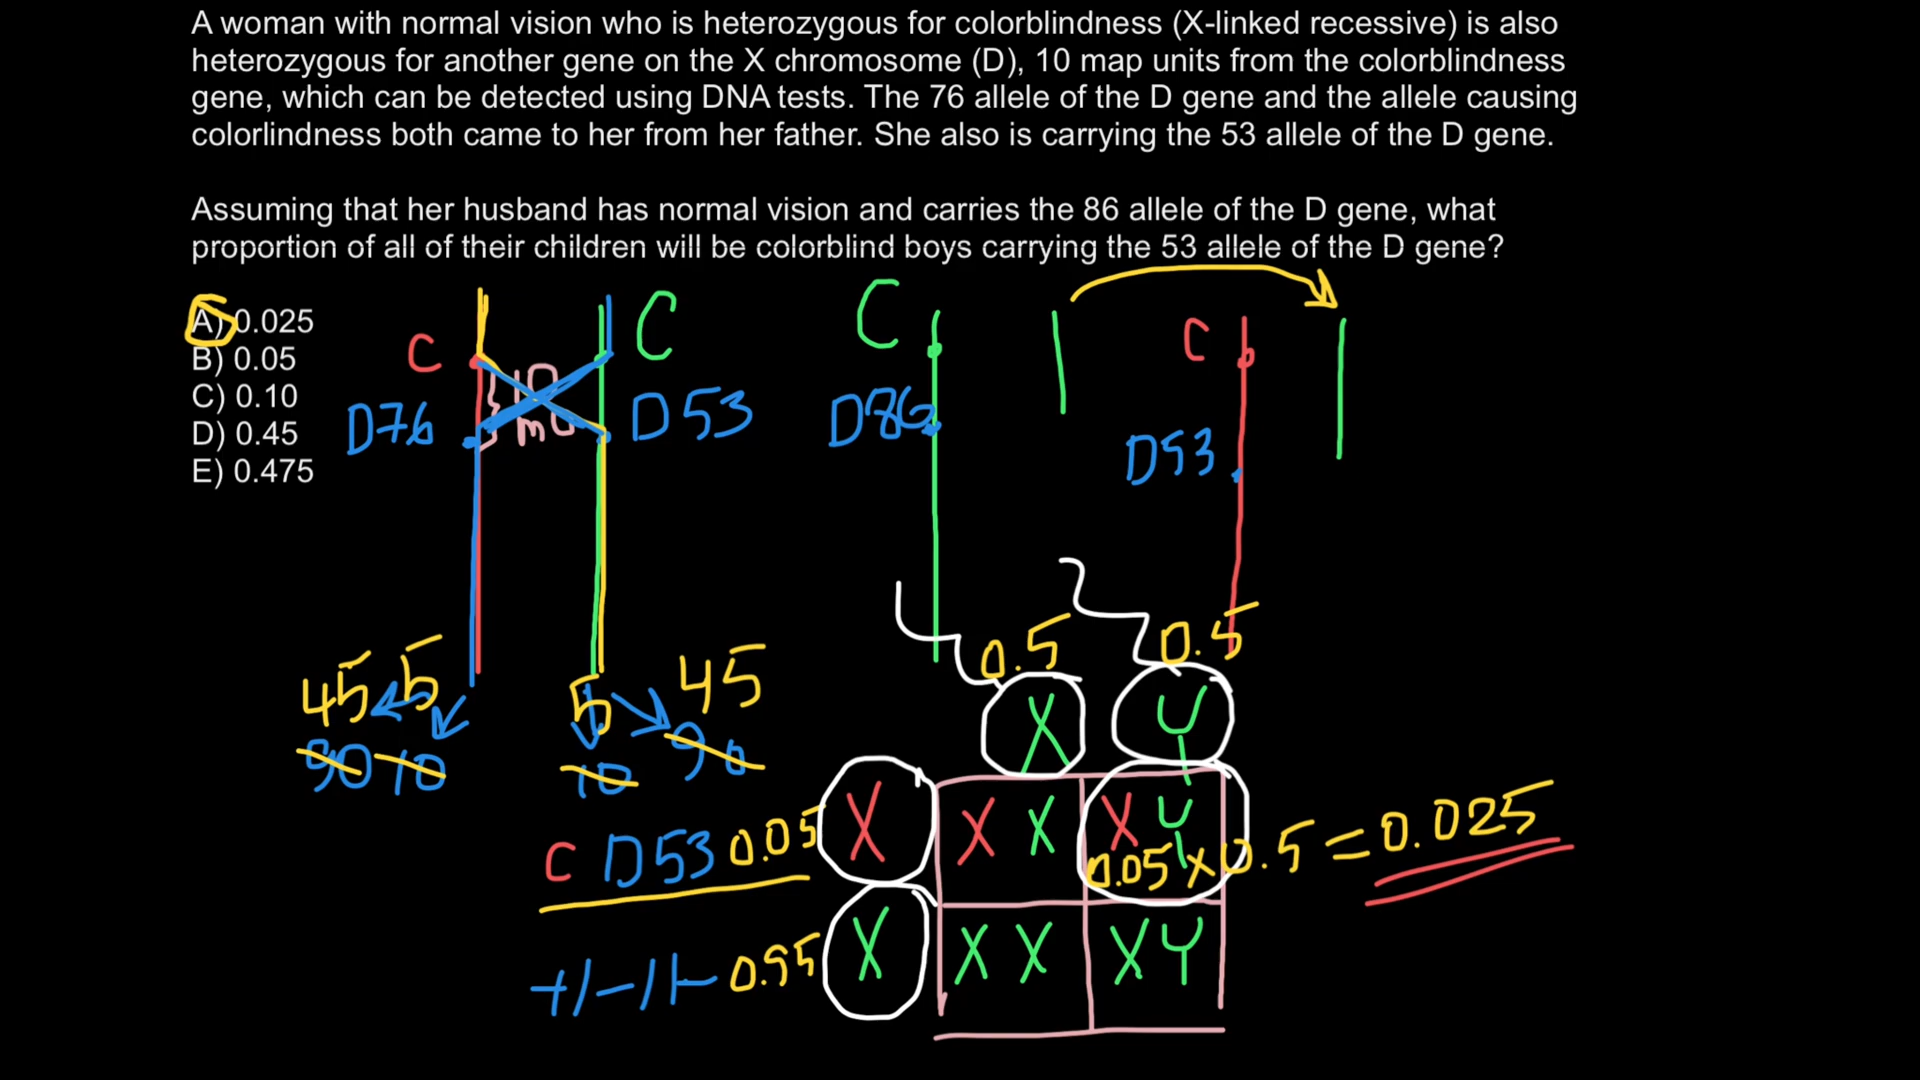 A woman with normal vision who is heterozygous for colorblindness (X-linked recessive) is also
heterozygous for another gene on the X chromosome (D), 10 map units from the colorblindness
gene, which can be detected using DNA tests. The 76 allele of the D gene and the allele causing
colorlindness both came to her from her father. She also is carrying the 53 allele of the D gene.
Assuming that her husband has normal vision and carries the 86 allele of the D gene, what
proportion of all of their children will be colorblind boys carrying the 53 allele of the D gene?
A) 0.025
B) 0.05
C) 0.10
D) 0.45
E) 0.475
c C C c
D76 10 mu D53 D86 D53
45 5 5 45
90 10 10 90
0.5 0.5
X Y
c D53 0.05 X X X X Y
0.05 x 0.5 = 0.025
+/-/+ 0.95 X X X X Y